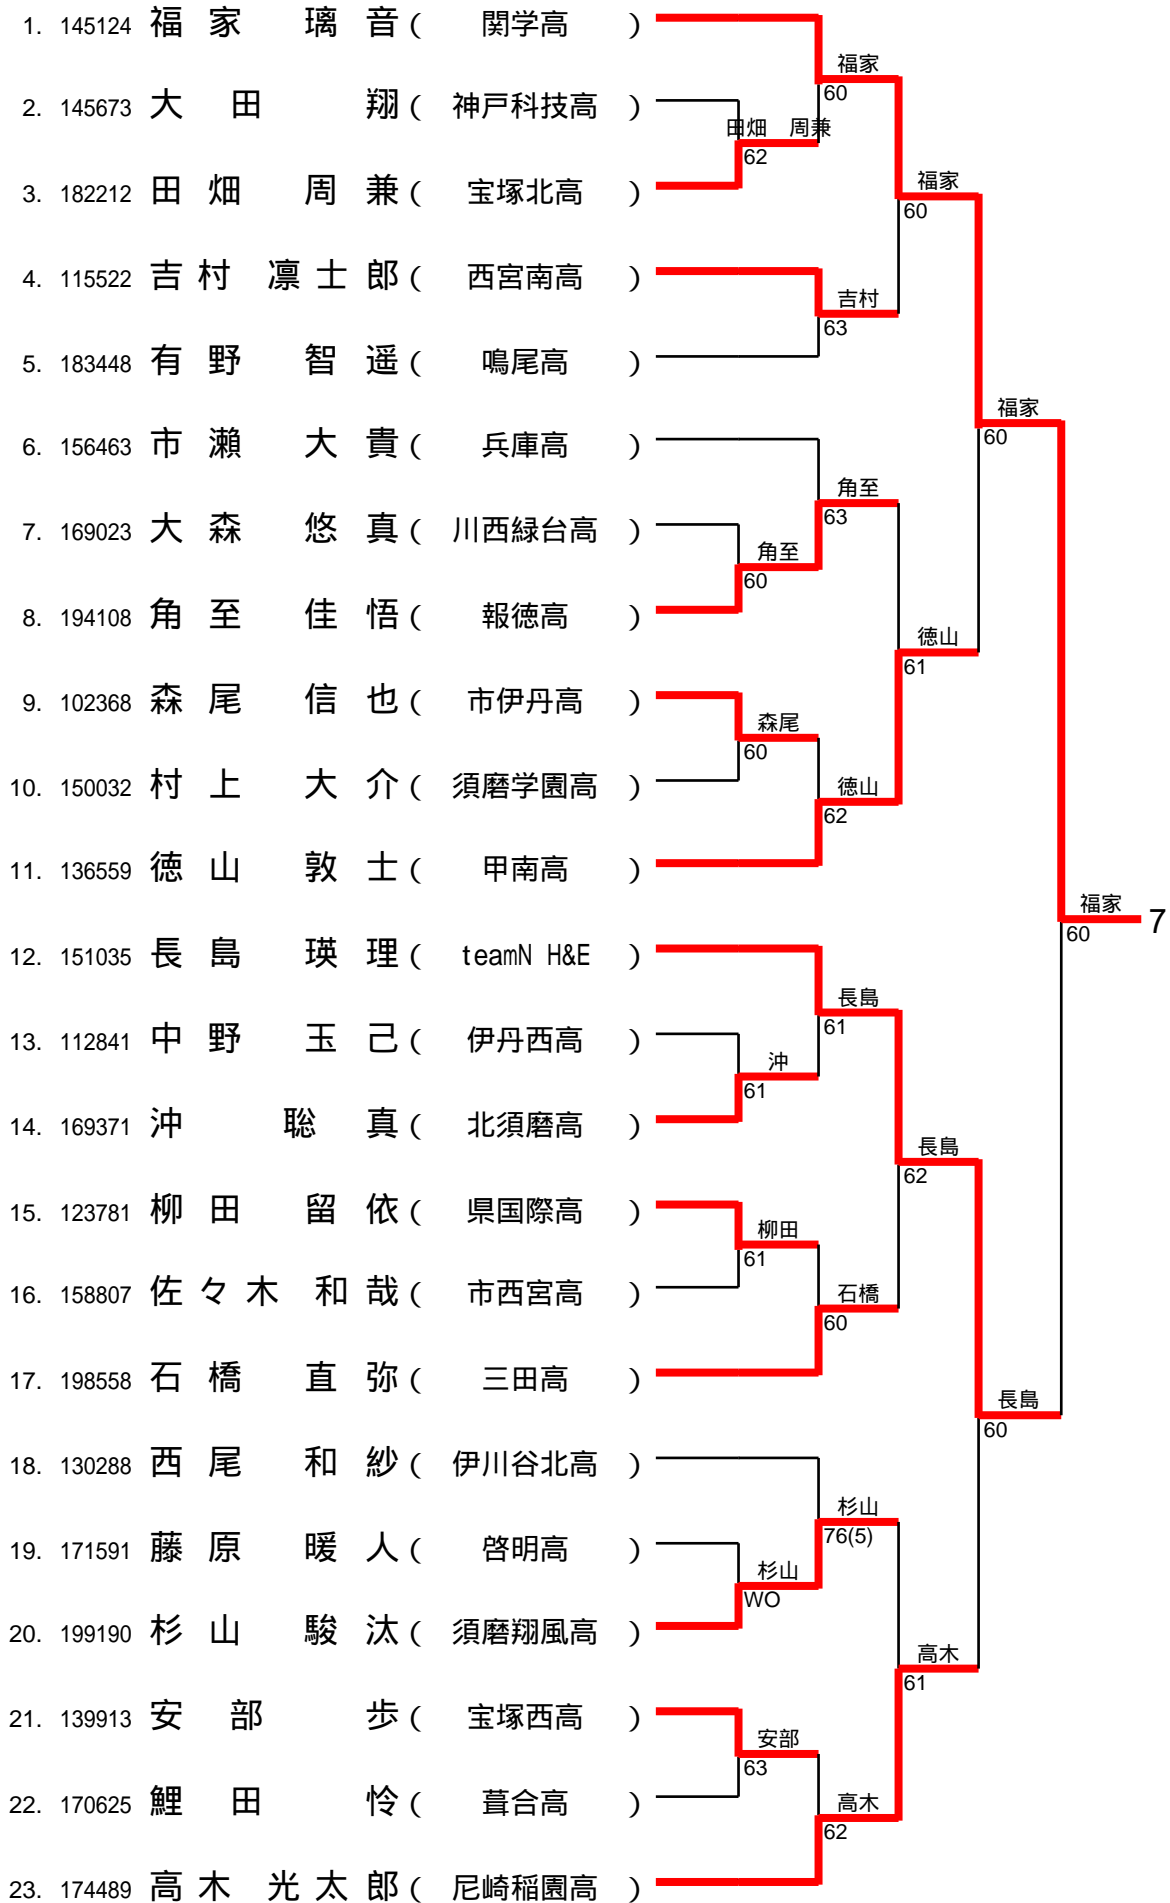 1. 145124 福家 璃音 ( 関学高 )
福家
60
2. 145673 大田 翔 ( 神戸科技高 )
田畑 周兼
62
3. 182212 田畑 周兼 ( 宝塚北高 )
福家
60
4. 115522 吉村 凛士郎 ( 西宮南高 )
吉村
63
5. 183448 有野 智遥 ( 鳴尾高 )
福家
60
6. 156463 市瀬 大貴 ( 兵庫高 )
角至
63
7. 169023 大森 悠真 ( 川西緑台高 )
角至
60
8. 194108 角至 佳悟 ( 報徳高 )
徳山
61
9. 102368 森尾 信也 ( 市伊丹高 )
森尾
60
10. 150032 村上 大介 ( 須磨学園高 )
徳山
62
11. 136559 徳山 敦士 ( 甲南高 )
福家
60
7
12. 151035 長島 瑛理 ( teamN H&E )
長島
61
13. 112841 中野 玉己 ( 伊丹西高 )
沖
61
14. 169371 沖 聡真 ( 北須磨高 )
長島
62
15. 123781 柳田 留依 ( 県国際高 )
柳田
61
16. 158807 佐々木 和哉 ( 市西宮高 )
石橋
60
17. 198558 石橋 直弥 ( 三田高 )
長島
60
18. 130288 西尾 和紗 ( 伊川谷北高 )
杉山
76(5)
19. 171591 藤原 暖人 ( 啓明高 )
杉山
WO
20. 199190 杉山 駿汰 ( 須磨翔風高 )
高木
61
21. 139913 安部 歩 ( 宝塚西高 )
安部
63
22. 170625 鯉田 怜 ( 葺合高 )
高木
62
23. 174489 高木 光太郎 ( 尼崎稲園高 )